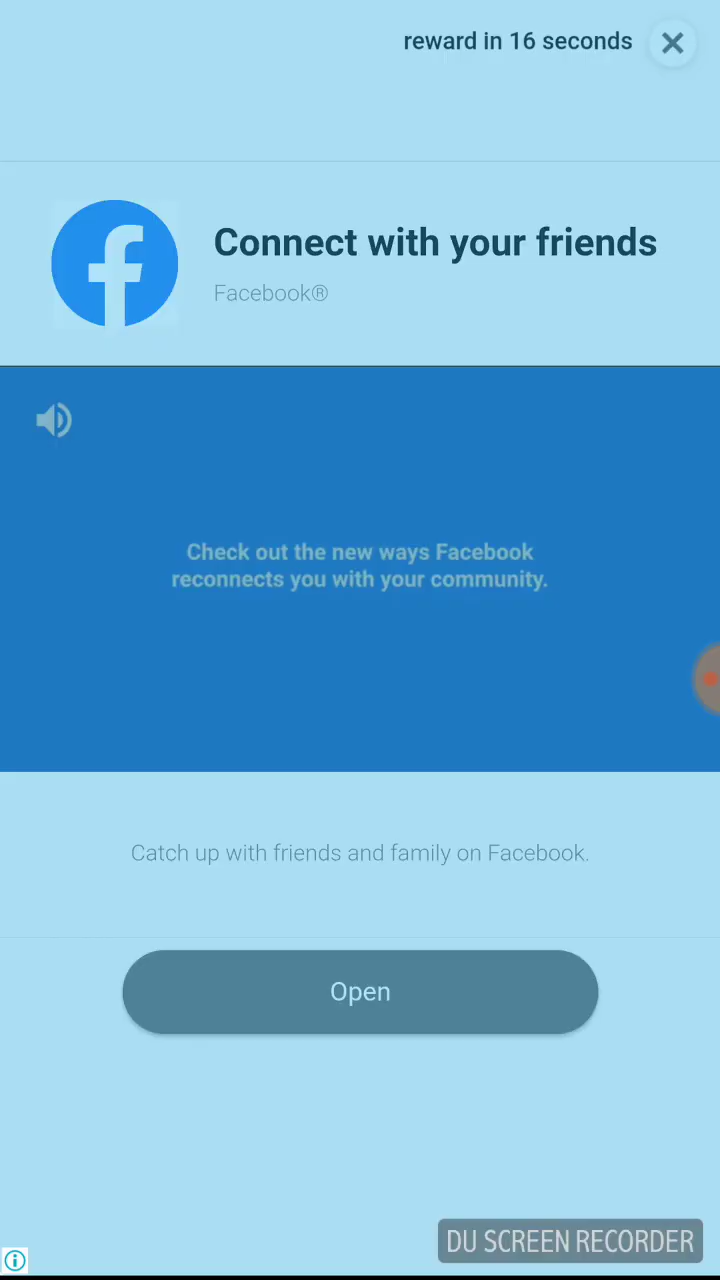 reward in 16 seconds
Connect with your friends
Facebook®
Check out the new ways Facebook
reconnects you with your community.
Catch up with friends and family on Facebook.
Open
DU SCREEN RECORDER